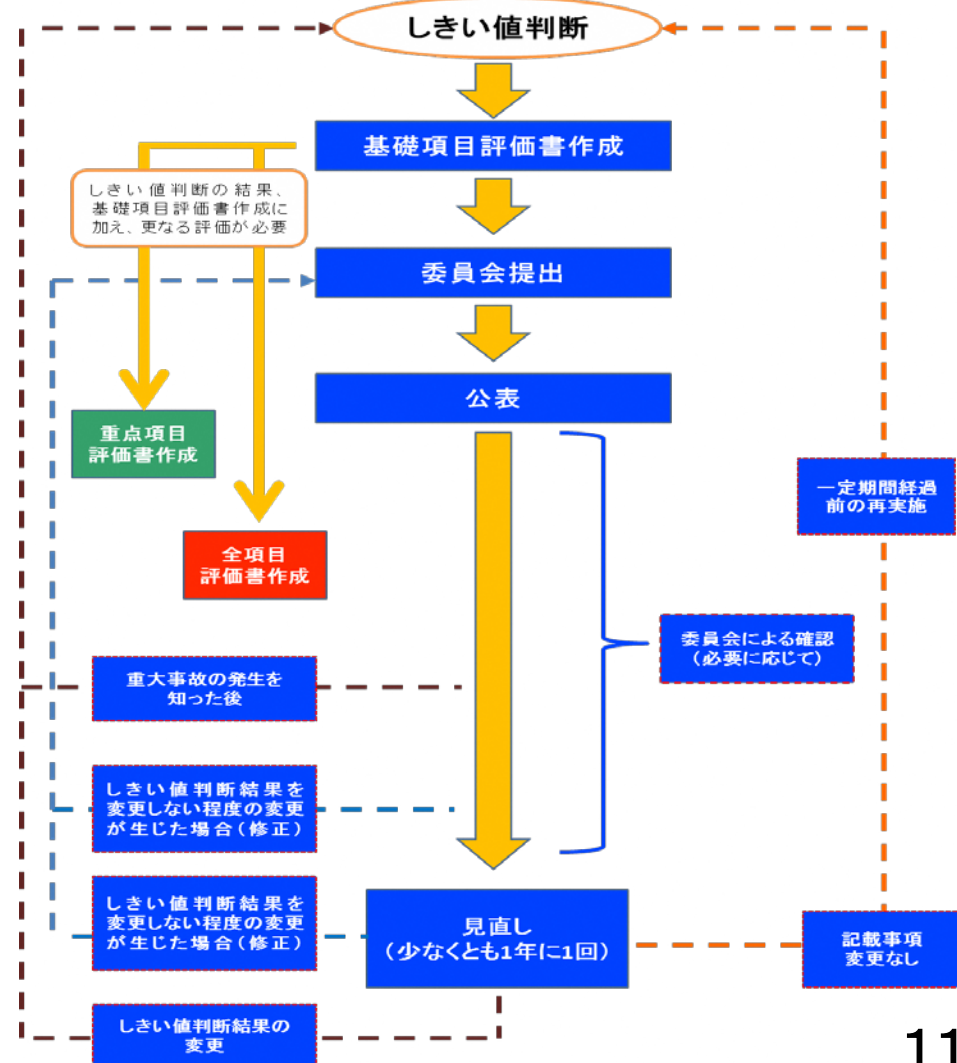 しきい値判断
基礎項目評価書作成
しきい値判断の結果、
基礎項目評価書作成に
加え、更なる評価が必要
委員会提出
公表
重点項目
評価書作成
一定期間経過
前の再実施
全項目
評価書作成
委員会による確認
(必要に応じて)
重大事故の発生を
知った後
しきい値判断結果を
変更しない程度の変更
が生じた場合(修正)
しきい値判断結果を
変更しない程度の変更
が生じた場合(修正)
見直し
(少なくとも1年に1回)
記載事項
変更なし
しきい値判断結果の
変更
11